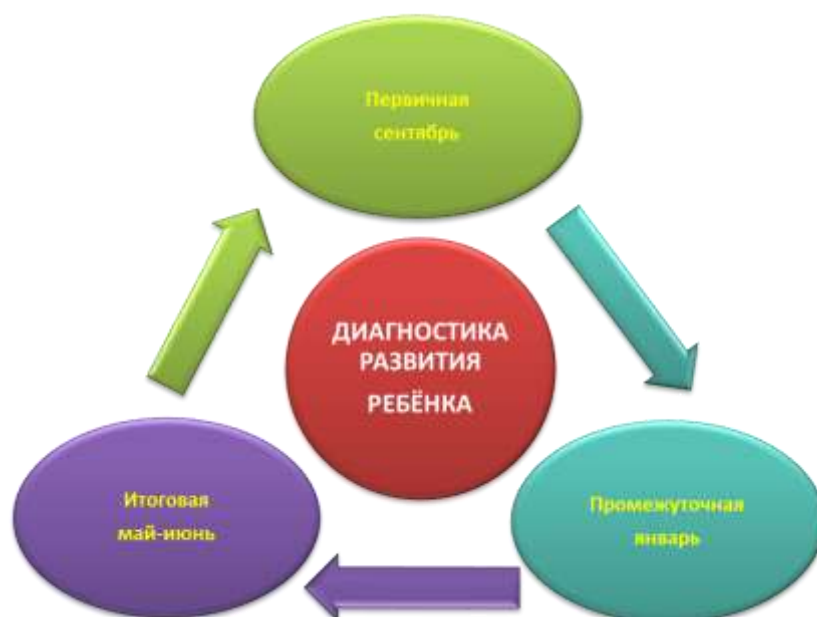 Первичная
сентябрь
ДИАГНОСТИКА
РАЗВИТИЯ
РЕБЁНКА
Итоговая
май-июнь
Промежуточная
январь